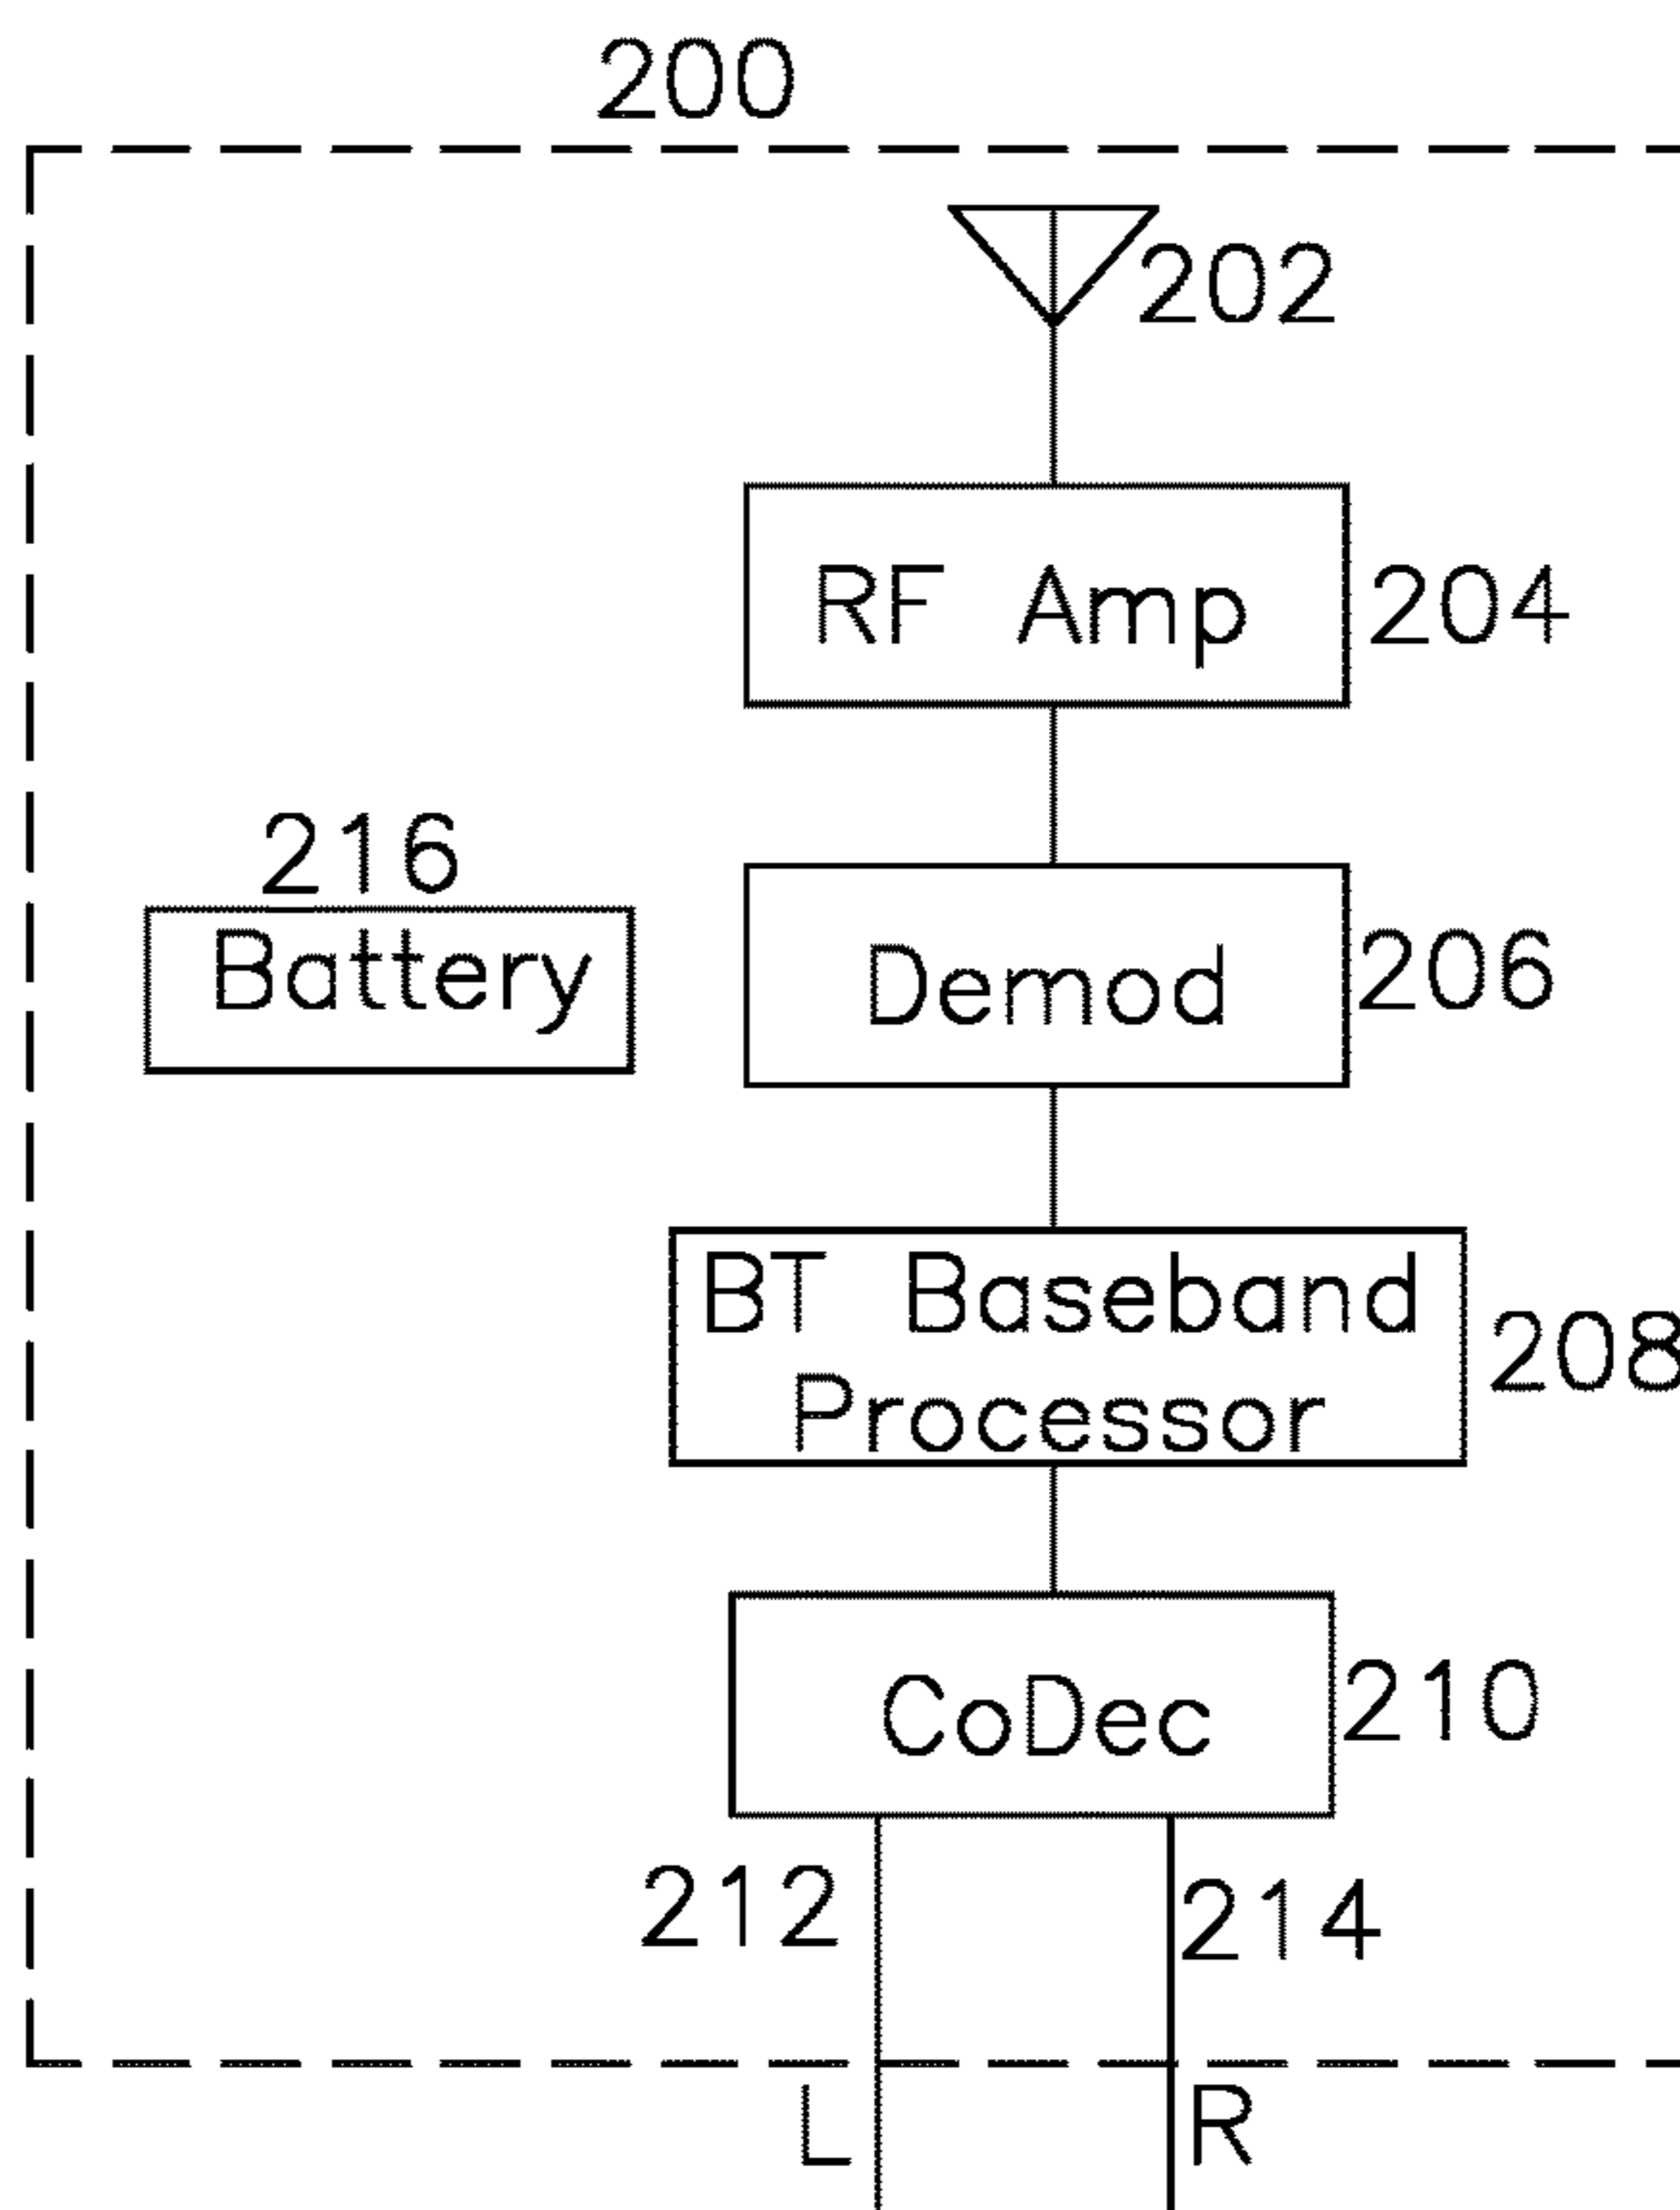 200
202
RF Amp
204
216
Battery
Demod
206
BT Baseband
Processor
208
CoDec
210
212
214
L
R